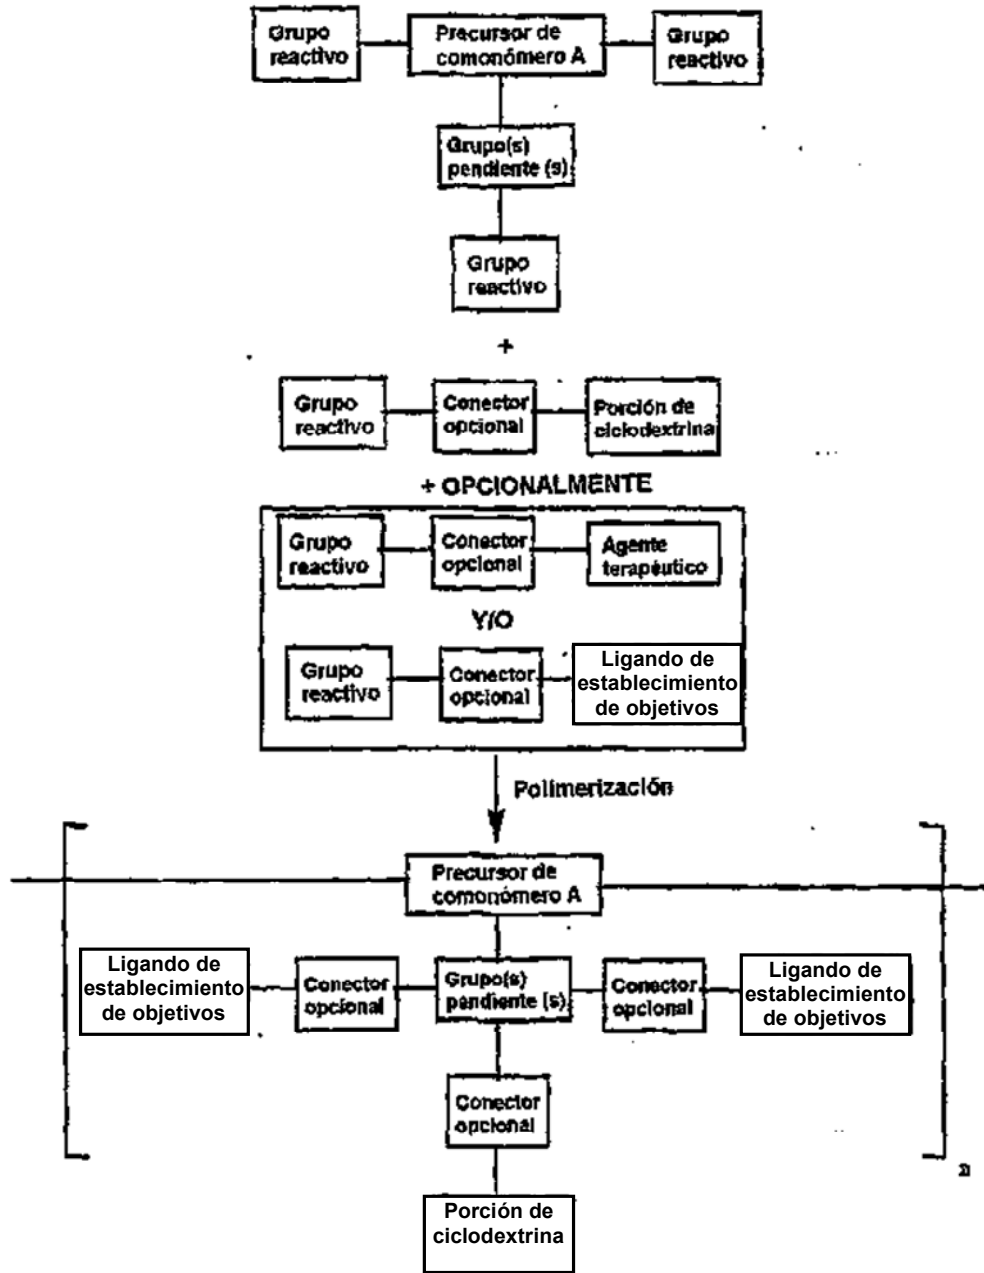 Grupo
reactivo
Precursor de
comonómero A
Grupo
reactivo
Grupo(s)
pendiente (s)
Grupo
reactivo
+
Grupo
reactivo
Conector
opcional
Porción de
ciclodextrina
+ OPCIONALMENTE
Grupo
reactivo
Conector
opcional
Agente
terapéutico
Y/O
Grupo
reactivo
Conector
opcional
Ligando de
establecimiento
de objetivos
Polimerización
Precursor de
comonómero A
Ligando de
establecimiento
de objetivos
Conector
opcional
Grupo(s)
pendiente (s)
Conector
opcional
Ligando de
establecimiento
de objetivos
Conector
opcional
n
Porción de
ciclodextrina